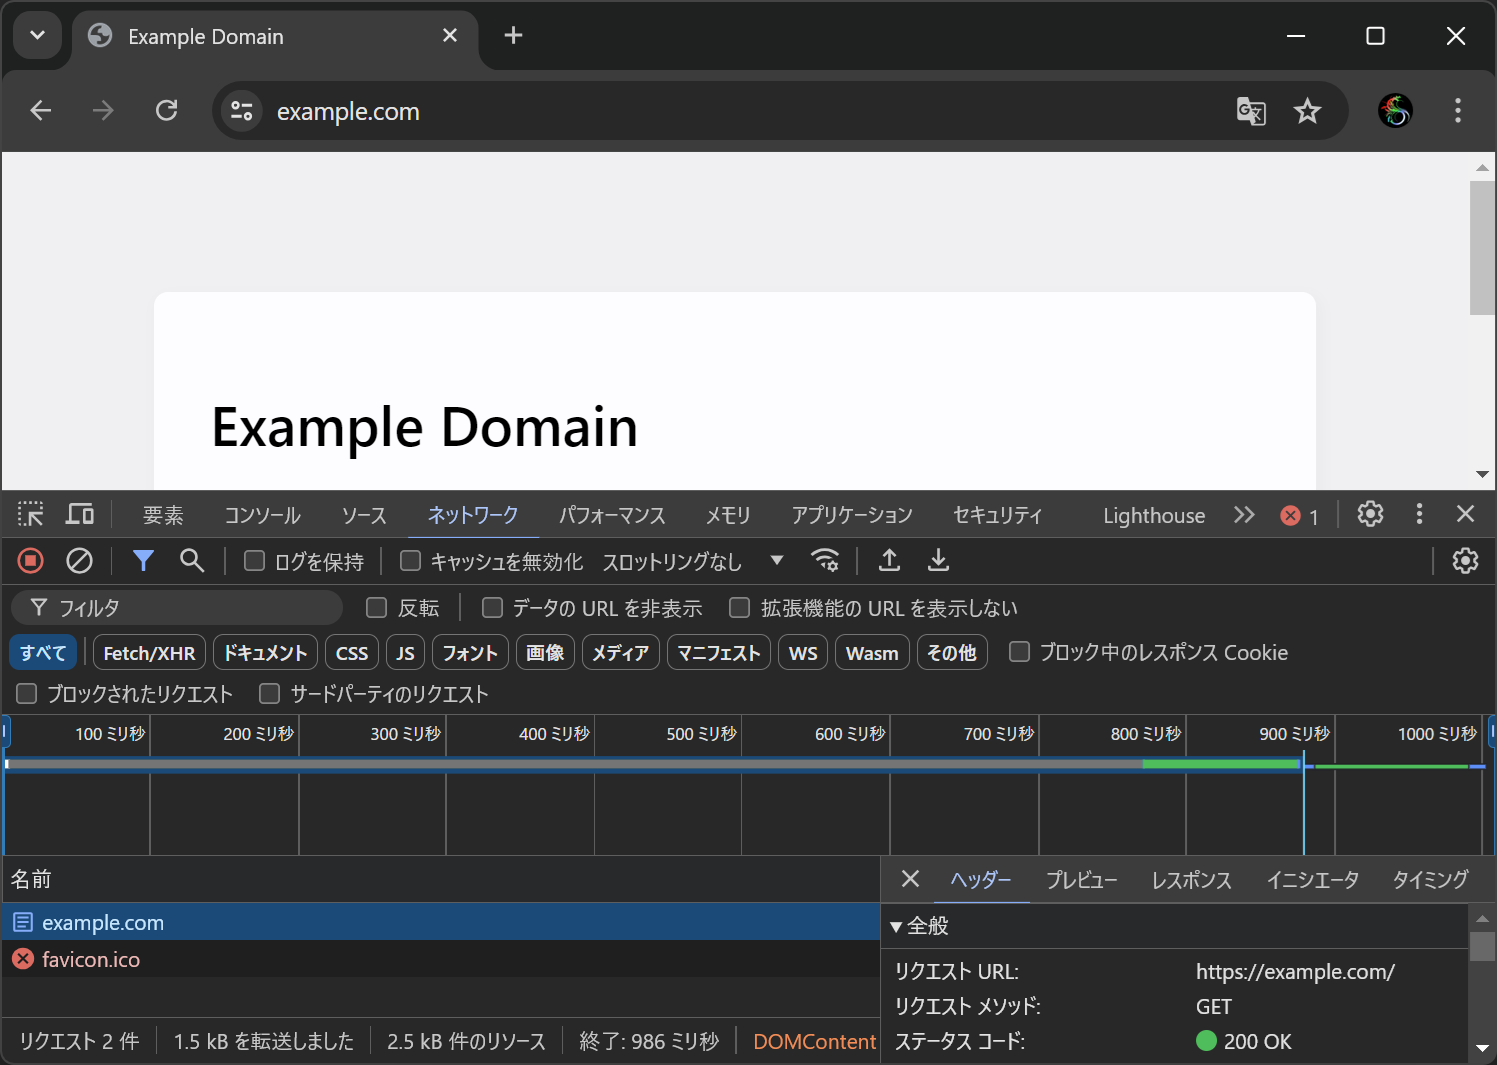 Example Domain
example.com
Example Domain
要素 コンソール ソース ネットワーク パフォーマンス メモリ アプリケーション セキュリティ Lighthouse 1
ログを保持 キャッシュを無効化 スロットリングなし
フィルタ 反転 データの URL を非表示 拡張機能の URL を表示しない
すべて Fetch/XHR ドキュメント CSS JS フォント 画像 メディア マニフェスト WS Wasm その他 ブロック中のレスポンス Cookie
ブロックされたリクエスト サードパーティのリクエスト
100 ミリ秒 200 ミリ秒 300 ミリ秒 400 ミリ秒 500 ミリ秒 600 ミリ秒 700 ミリ秒 800 ミリ秒 900 ミリ秒 1000 ミリ秒
名前
example.com
favicon.ico
リクエスト 2 件 1.5 kB を転送しました 2.5 kB 件のリソース 終了: 986 ミリ秒 DOMContent
ヘッダー プレビュー レスポンス イニシエータ タイミング
全般
リクエスト URL: https://example.com/
リクエスト メソッド: GET
ステータス コード: 200 OK